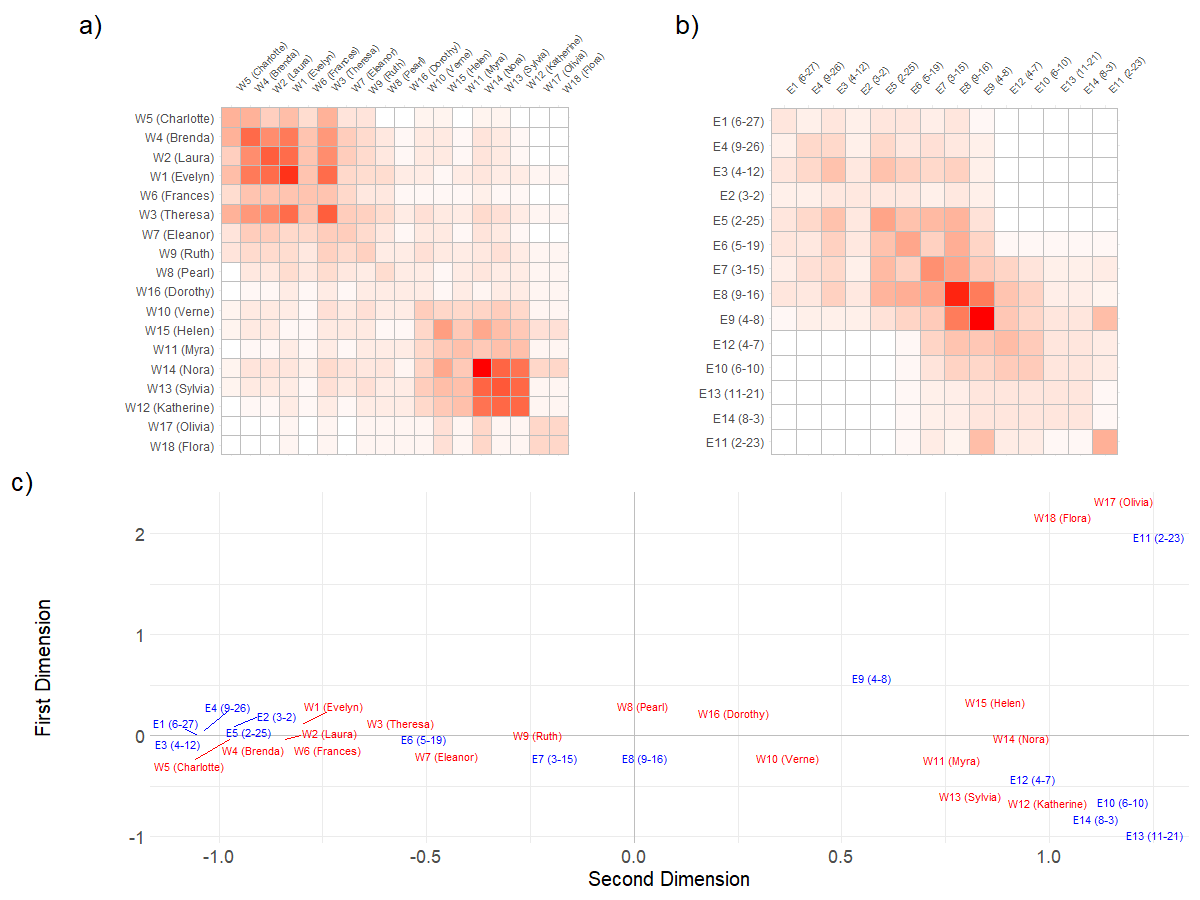 a)
W5 (Charlotte)
W4 (Brenda)
W2 (Laura)
W1 (Evelyn)
W6 (Frances)
W3 (Theresa)
W7 (Eleanor)
W9 (Ruth)
W8 (Pearl)
W16 (Dorothy)
W10 (Verne)
W15 (Helen)
W11 (Myra)
W14 (Nora)
W13 (Sylvia)
W12 (Katherine)
W17 (Olivia)
W18 (Flora)
W5 (Charlotte)
W4 (Brenda)
W2 (Laura)
W1 (Evelyn)
W6 (Frances)
W3 (Theresa)
W7 (Eleanor)
W9 (Ruth)
W8 (Pearl)
W16 (Dorothy)
W10 (Verne)
W15 (Helen)
W11 (Myra)
W14 (Nora)
W13 (Sylvia)
W12 (Katherine)
W17 (Olivia)
W18 (Flora)
b)
E1 (6-27)
E4 (9-26)
E3 (4-12)
E2 (3-2)
E5 (2-25)
E6 (5-19)
E7 (3-15)
E8 (9-16)
E9 (4-8)
E12 (4-7)
E10 (6-10)
E13 (11-21)
E14 (8-3)
E11 (2-23)
E1 (6-27)
E4 (9-26)
E3 (4-12)
E2 (3-2)
E5 (2-25)
E6 (5-19)
E7 (3-15)
E8 (9-16)
E9 (4-8)
E12 (4-7)
E10 (6-10)
E13 (11-21)
E14 (8-3)
E11 (2-23)
c)
First Dimension
2
1
0
-1
W17 (Olivia)
W18 (Flora)
E11 (2-23)
E9 (4-8)
E4 (9-26)
W1 (Evelyn)
W8 (Pearl)
W15 (Helen)
E1 (6-27)
E2 (3-2)
W3 (Theresa)
W16 (Dorothy)
E5 (2-25)
W2 (Laura)
E6 (5-19)
W9 (Ruth)
W14 (Nora)
E3 (4-12)
W4 (Brenda)
W6 (Frances)
W7 (Eleanor)
E7 (3-15)
E8 (9-16)
W10 (Verne)
W11 (Myra)
W5 (Charlotte)
E12 (4-7)
W13 (Sylvia)
W12 (Katherine)
E10 (6-10)
E14 (8-3)
E13 (11-21)
-1.0
-0.5
0.0
0.5
1.0
Second Dimension